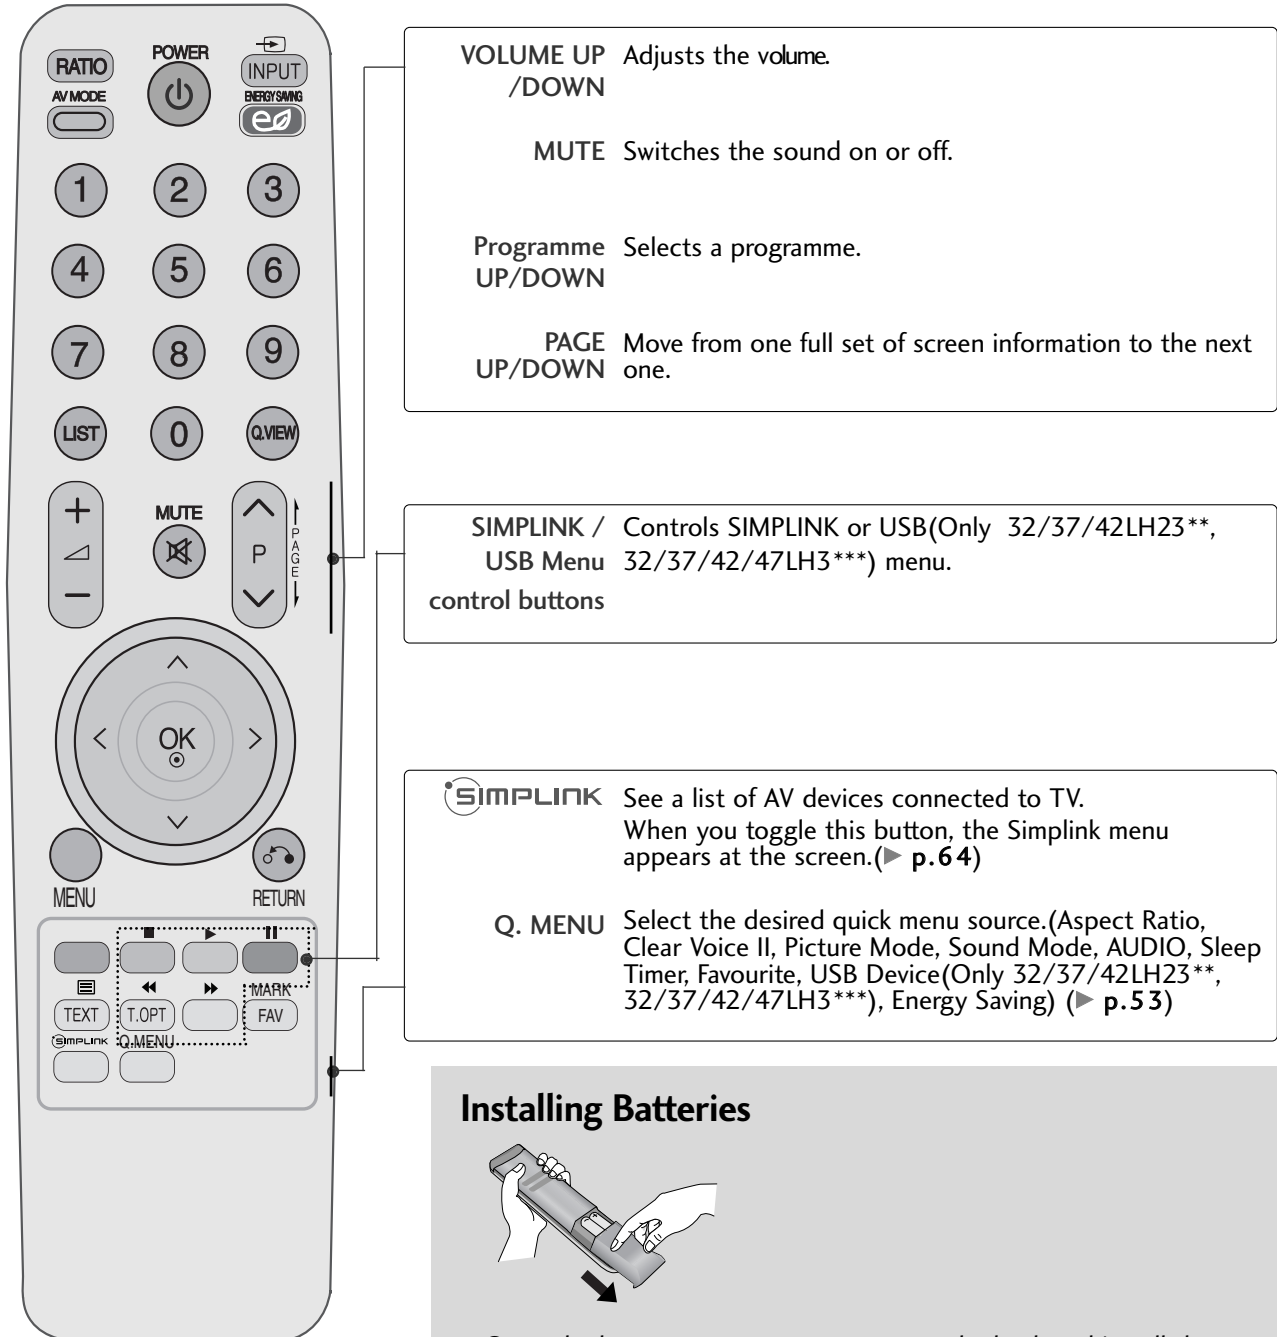 RATIO
POWER
INPUT
AV MODE
ENERGY SAVING
1
2
3
4
5
6
7
8
9
LIST
0
Q.VIEW
MUTE
P
PAGE
OK
MENU
RETURN
MARK
TEXT
T.OPT
FAV
SIMPLINK
Q.MENU
VOLUME UP Adjusts the volume.
/DOWN
MUTE Switches the sound on or off.
Programme Selects a programme.
UP/DOWN
PAGE Move from one full set of screen information to the next
UP/DOWN one.
SIMPLINK / Controls SIMPLINK or USB(Only 32/37/42LH23**,
USB Menu 32/37/42/47LH3***) menu.
control buttons
SIMPLINK See a list of AV devices connected to TV.
When you toggle this button, the Simplink menu
appears at the screen.(▶ p.64)
Q. MENU Select the desired quick menu source.(Aspect Ratio,
Clear Voice II, Picture Mode, Sound Mode, AUDIO, Sleep
Timer, Favourite, USB Device(Only 32/37/42LH23**,
32/37/42/47LH3***), Energy Saving) (▶ p.53)
Installing Batteries